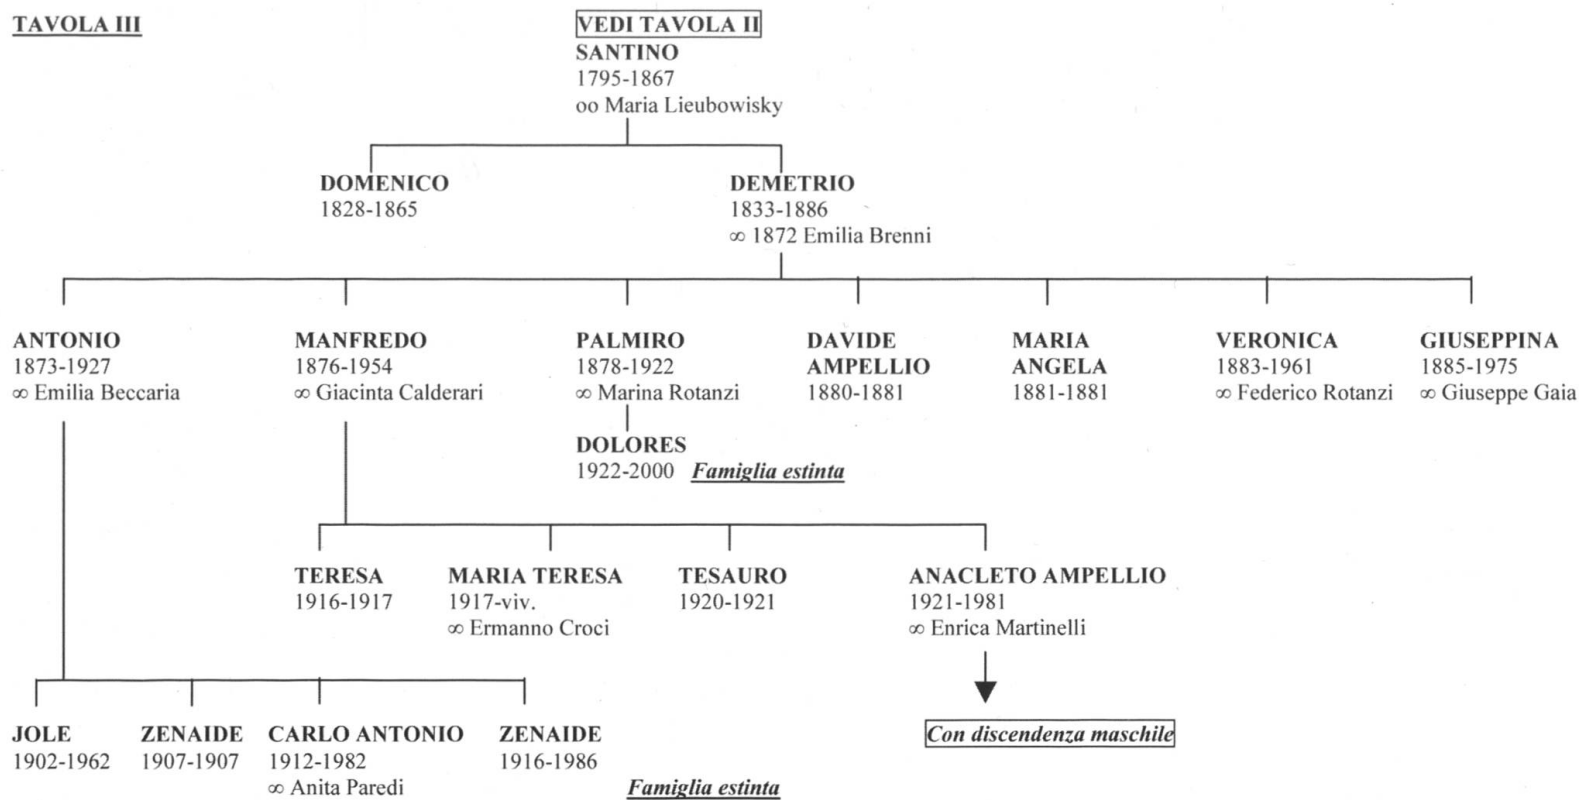 TAVOLA III
VEDI TAVOLA II
SANTINO
1795-1867
oo Maria Lieubowisky
DOMENICO
1828-1865
DEMETRIO
1833-1886
∞ 1872 Emilia Brenni
ANTONIO
1873-1927
∞ Emilia Beccaria
MANFREDO
1876-1954
∞ Giacinta Calderari
PALMIRO
1878-1922
∞ Marina Rotanzi
DAVIDE
AMPELLIO
1880-1881
MARIA
ANGELA
1881-1881
VERONICA
1883-1961
∞ Federico Rotanzi
GIUSEPPINA
1885-1975
∞ Giuseppe Gaia
DOLORES
1922-2000 Famiglia estinta
TERESA
1916-1917
MARIA TERESA
1917-viv.
∞ Ermanno Croci
TESAURO
1920-1921
ANACLETO AMPELLIO
1921-1981
∞ Enrica Martinelli
Con discendenza maschile
JOLE
1902-1962
ZENAIDE
1907-1907
CARLO ANTONIO
1912-1982
∞ Anita Paredi
ZENAIDE
1916-1986
Famiglia estinta